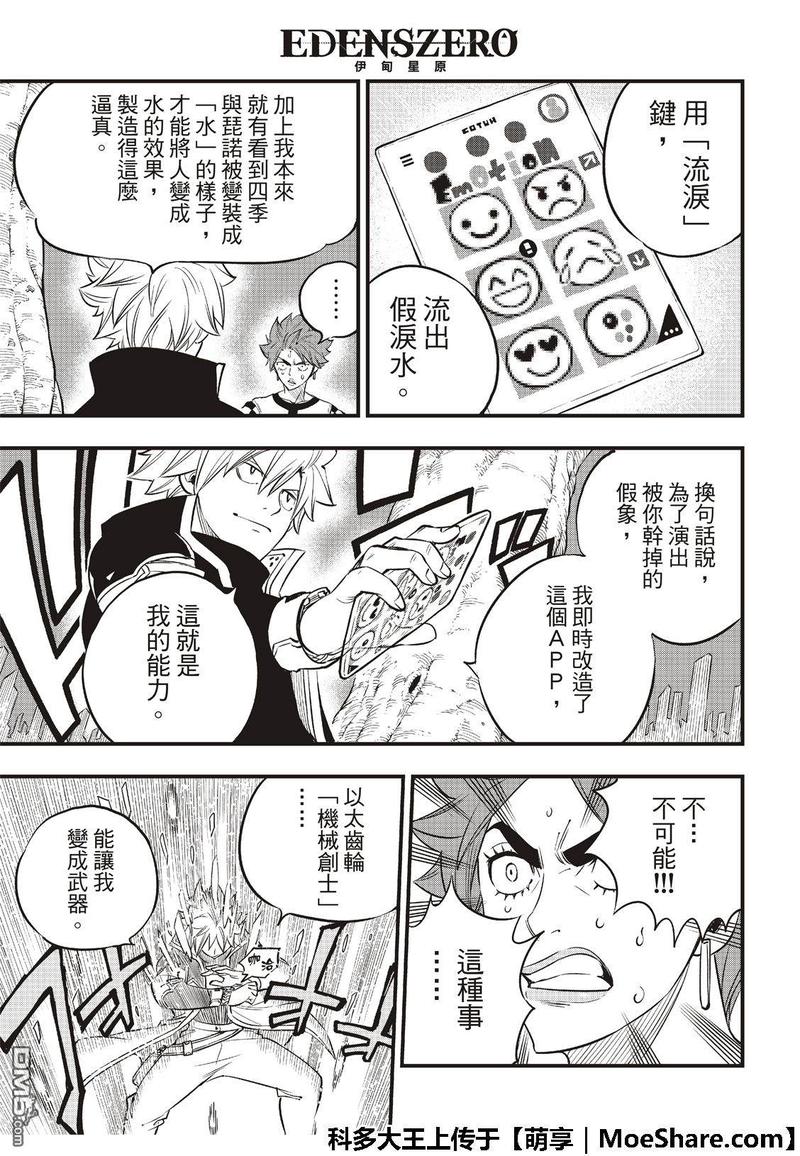 EDENSZERO
伊甸星原
用「流淚」
鍵，
GOTUH
EmOtiON
流出
假淚水。
加上我本來
就有看到四季
與琵諾被變裝成
「水」的樣子，
才能將人變成
水的效果，
製造得這麼
逼真。
……
換句話說，
為了演出
被你幹掉的
假象，
我即時改造了
這個APP，
這就是
我的能力。
不…
不可能!!!
這種事
……
以太齒輪
「機械創士」
……
能讓我
變成武器。
DM5.com
科多大王上传于【萌享】|MoeShare.com】